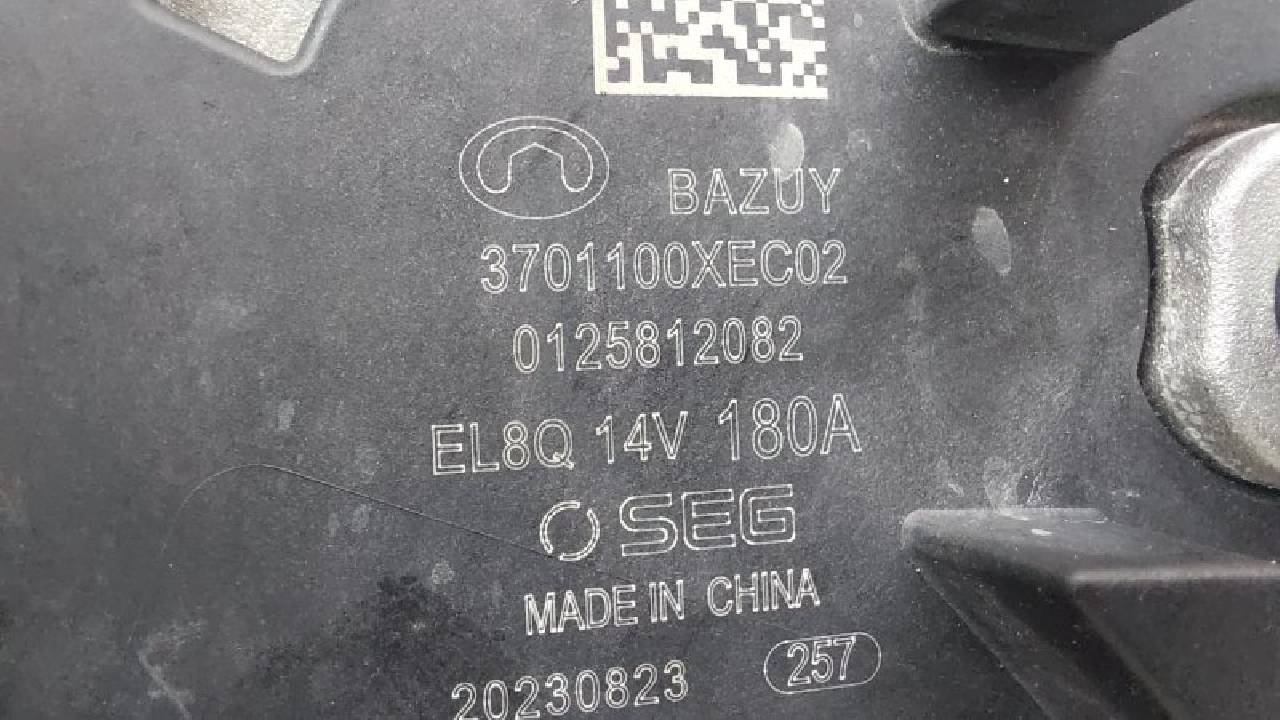 BAZUY
3701100XEC02
0125812082
EL8Q 14V 180A
SEG
MADE IN CHINA
20230823 257